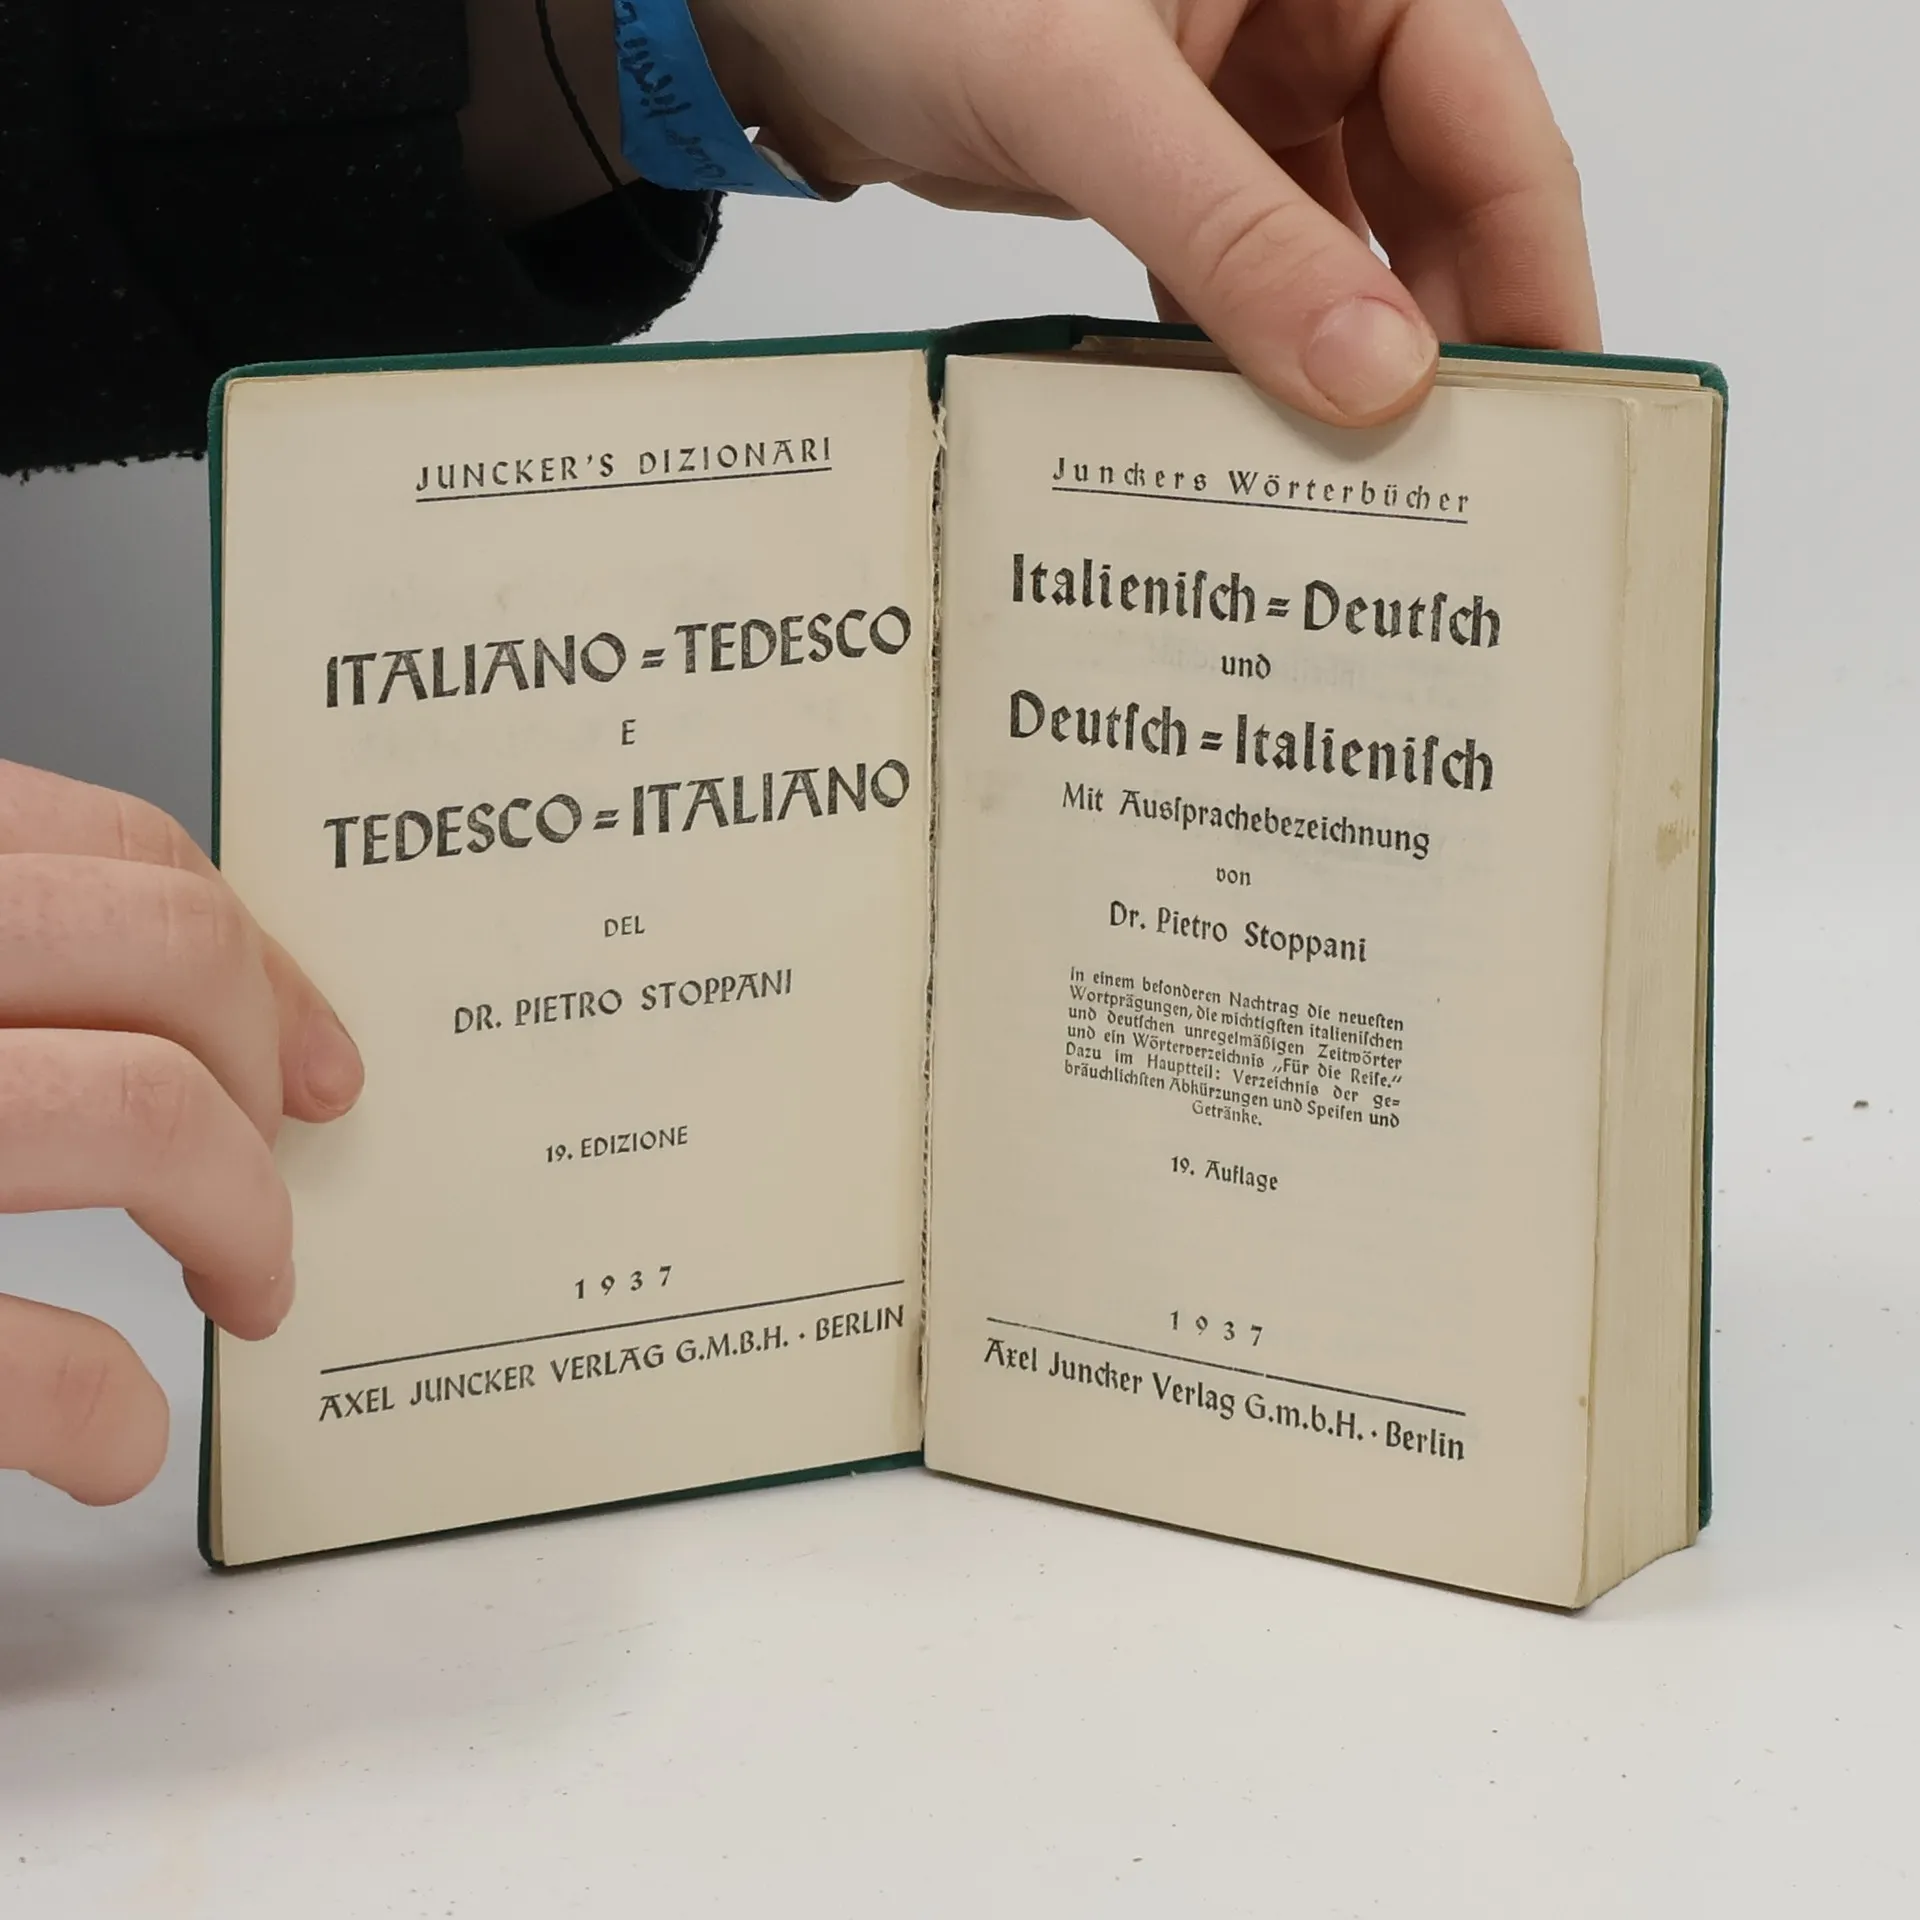 JUNCKER'S DIZIONARI
ITALIANO=TEDESCO
E
TEDESCO=ITALIANO
DEL
DR. PIETRO STOPPANI
19. EDIZIONE
1937
AXEL JUNCKER VERLAG G.M.B.H. · BERLIN
Junckers Wörterbücher
Italieniſch=Deutſch
und
Deutſch=Italieniſch
Mit Ausſprachebezeichnung
von
Dr. Pietro Stoppani
In einem beſonderen Nachtrag die neueſten
Wortprägungen, die wichtigſten italieniſchen
und deutſchen unregelmäßigen Zeitwörter
und ein Wörterverzeichnis „Für die Reiſe.“
Dazu im Hauptteil: Verzeichnis der ge=
bräuchlichſten Abkürzungen und Speiſen und
Getränke.
19. Auflage
1937
Axel Juncker Verlag G.m.b.H. · Berlin